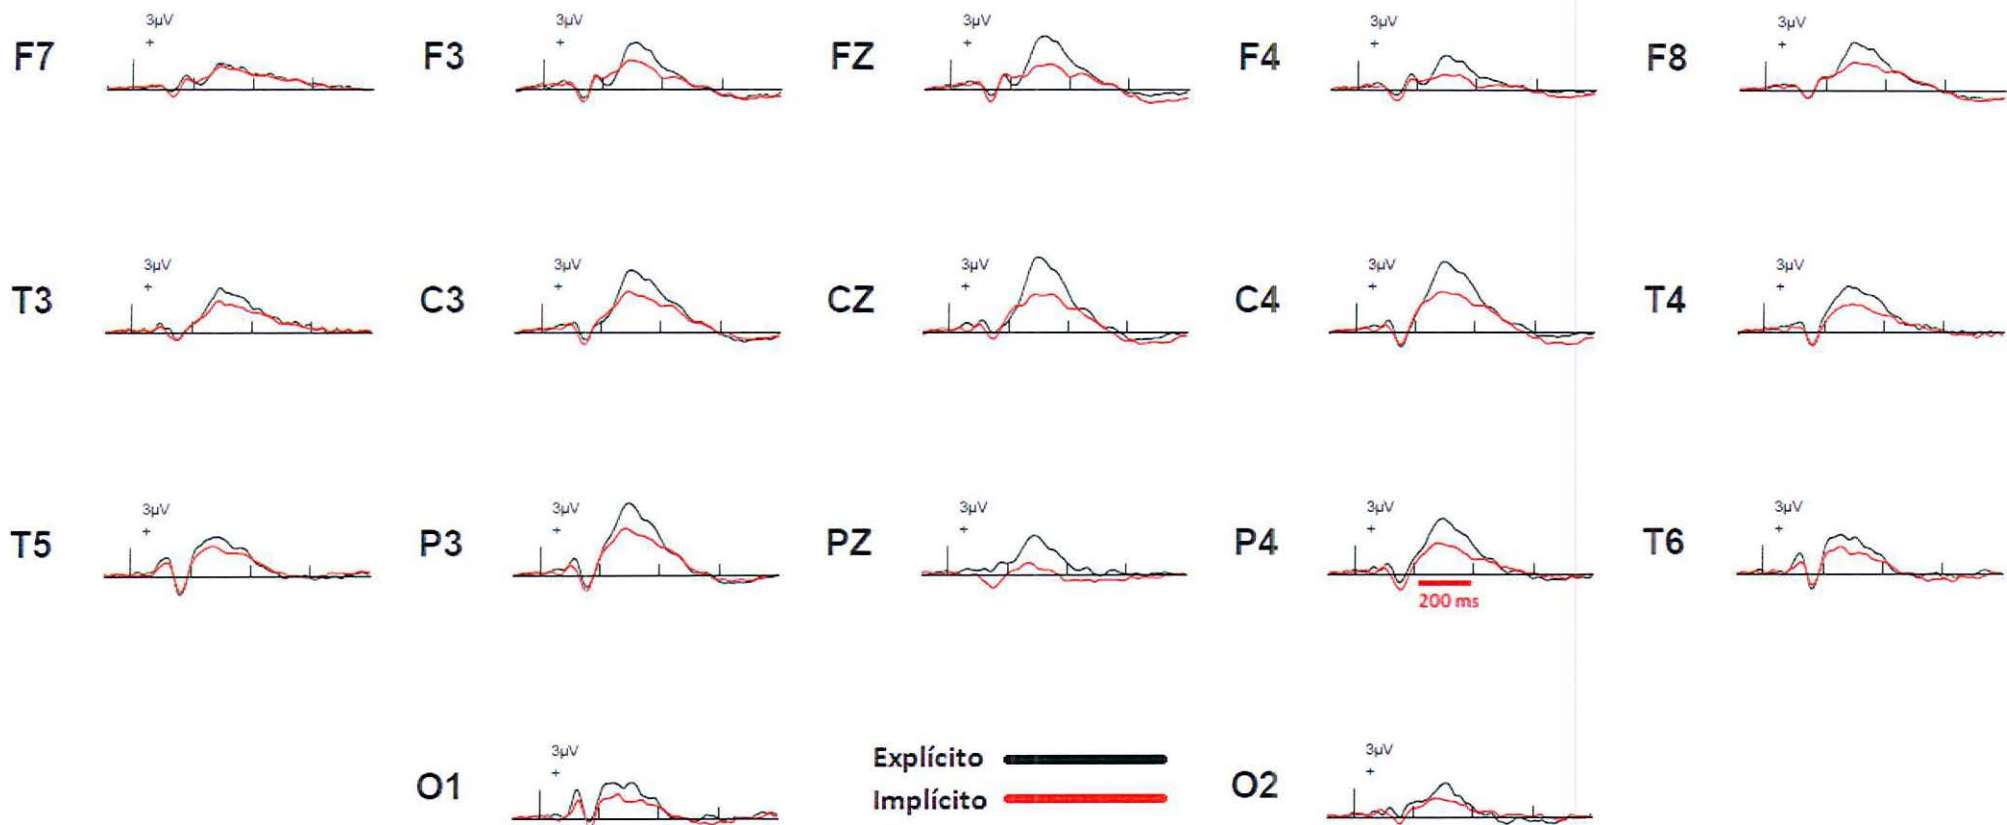 3µV 3µV 3µV 3µV 3µV
+ + + + +
F7 F3 FZ F4 F8
3µV 3µV 3µV 3µV 3µV
+ + + + +
T3 C3 CZ C4 T4
3µV 3µV 3µV 3µV 3µV
+ + + + +
T5 P3 PZ P4 T6
200 ms
3µV 3µV
+ +
O1 O2
Explícito
Implícito